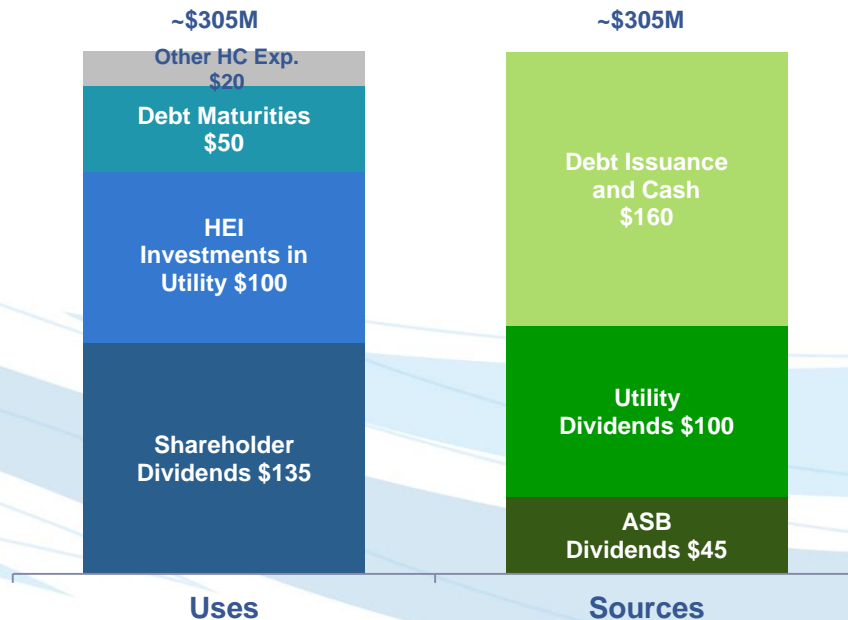 ~$305M
Other HC Exp.
$20
Debt Maturities
$50
HEI
Investments in
Utility $100
Shareholder
Dividends $135
Uses
~$305M
Debt Issuance
and Cash
$160
Utility
Dividends $100
ASB
Dividends $45
Sources